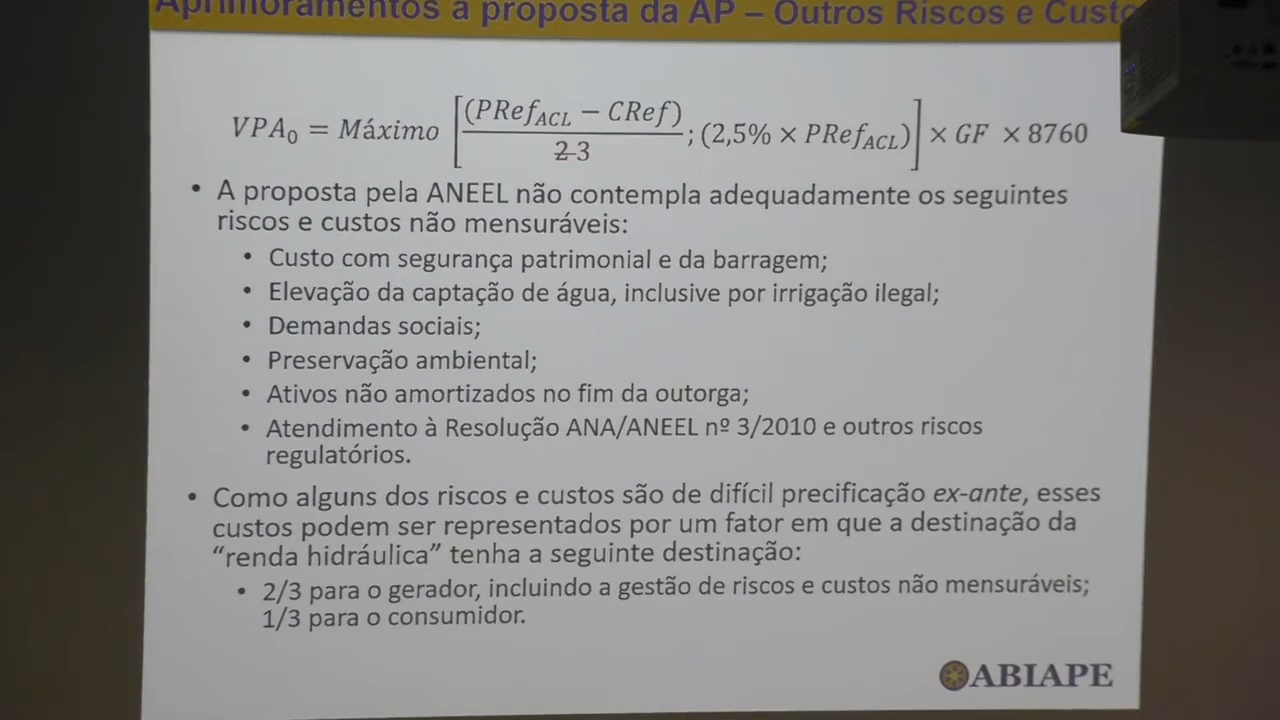 Aprimoramentos à proposta da AP – Outros Riscos e Custo
VPA₀ = Máximo [(PRef_ACL − CRef) / ~~2~~ 3 ; (2,5% × PRef_ACL)] × GF × 8760
• A proposta pela ANEEL não contempla adequadamente os seguintes
riscos e custos não mensuráveis:
• Custo com segurança patrimonial e da barragem;
• Elevação da captação de água, inclusive por irrigação ilegal;
• Demandas sociais;
• Preservação ambiental;
• Ativos não amortizados no fim da outorga;
• Atendimento à Resolução ANA/ANEEL nº 3/2010 e outros riscos
regulatórios.
• Como alguns dos riscos e custos são de difícil precificação ex-ante, esses
custos podem ser representados por um fator em que a destinação da
“renda hidráulica” tenha a seguinte destinação:
• 2/3 para o gerador, incluindo a gestão de riscos e custos não mensuráveis;
1/3 para o consumidor.
ABIAPE